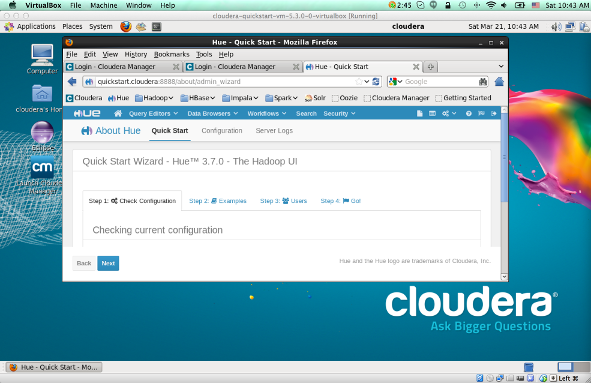 VirtualBox File Machine Window Help 2:45 Sat 10:43 AM
cloudera-quickstart-vm-5.3.0-0-virtualbox [Running]
Applications Places System cloudera Sat Mar 21, 10:43 AM
Computer
cloudera's Hom
Eclipse
Launch Cloudera
Manager
Hue - Quick Start - Mozilla Firefox
File Edit View History Bookmarks Tools Help
Login - Cloudera Manager Login - Cloudera Manager Hue - Quick Start
quickstart.cloudera:8888/about/admin_wizard Google
Cloudera Hue Hadoop HBase Impala Spark Solr Oozie Cloudera Manager Getting Started
HUE Query Editors Data Browsers Workflows Search Security
About Hue Quick Start Configuration Server Logs
Quick Start Wizard - Hue™ 3.7.0 - The Hadoop UI
Step 1: Check Configuration Step 2: Examples Step 3: Users Step 4: Go!
Checking current configuration
Back Next Hue and the Hue logo are trademarks of Cloudera, Inc.
cm
cloudera®
Ask Bigger Questions
Hue - Quick Start - Mo...
Left ⌘